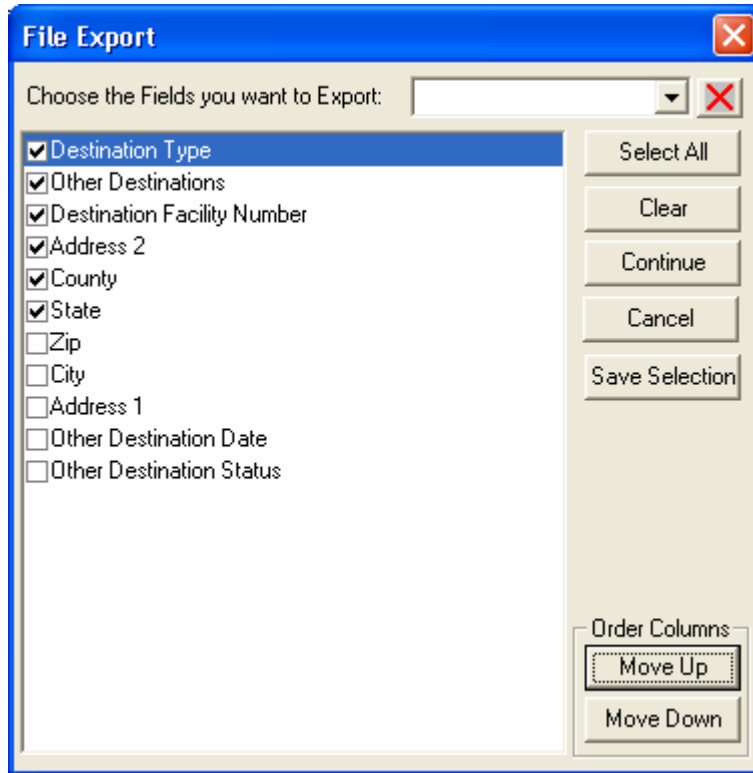 File Export
Choose the Fields you want to Export:
Destination Type
Other Destinations
Destination Facility Number
Address 2
County
State
Zip
City
Address 1
Other Destination Date
Other Destination Status
Select All
Clear
Continue
Cancel
Save Selection
Order Columns
Move Up
Move Down